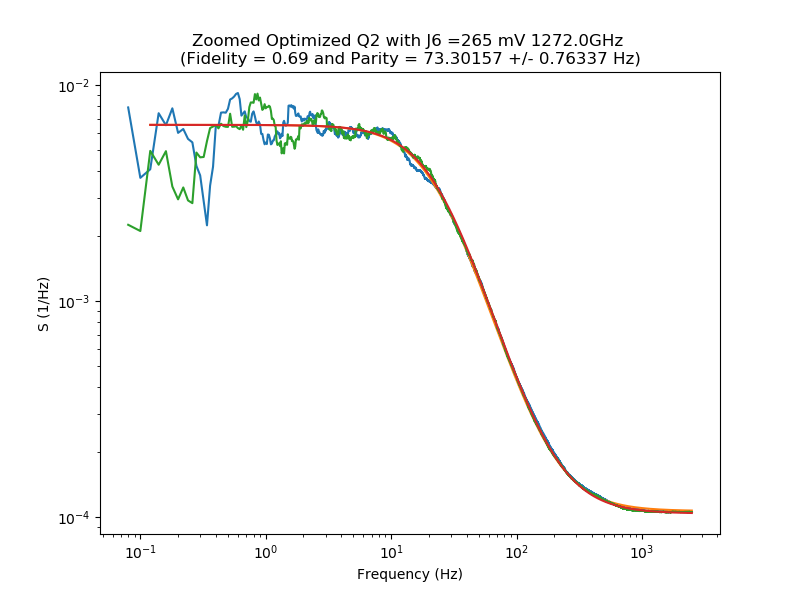 Zoomed Optimized Q2 with J6 =265 mV 1272.0GHz
(Fidelity = 0.69 and Parity = 73.30157 +/- 0.76337 Hz)
10⁻²
10⁻³
10⁻⁴
S (1/Hz)
10⁻¹ 10⁰ 10¹ 10² 10³
Frequency (Hz)